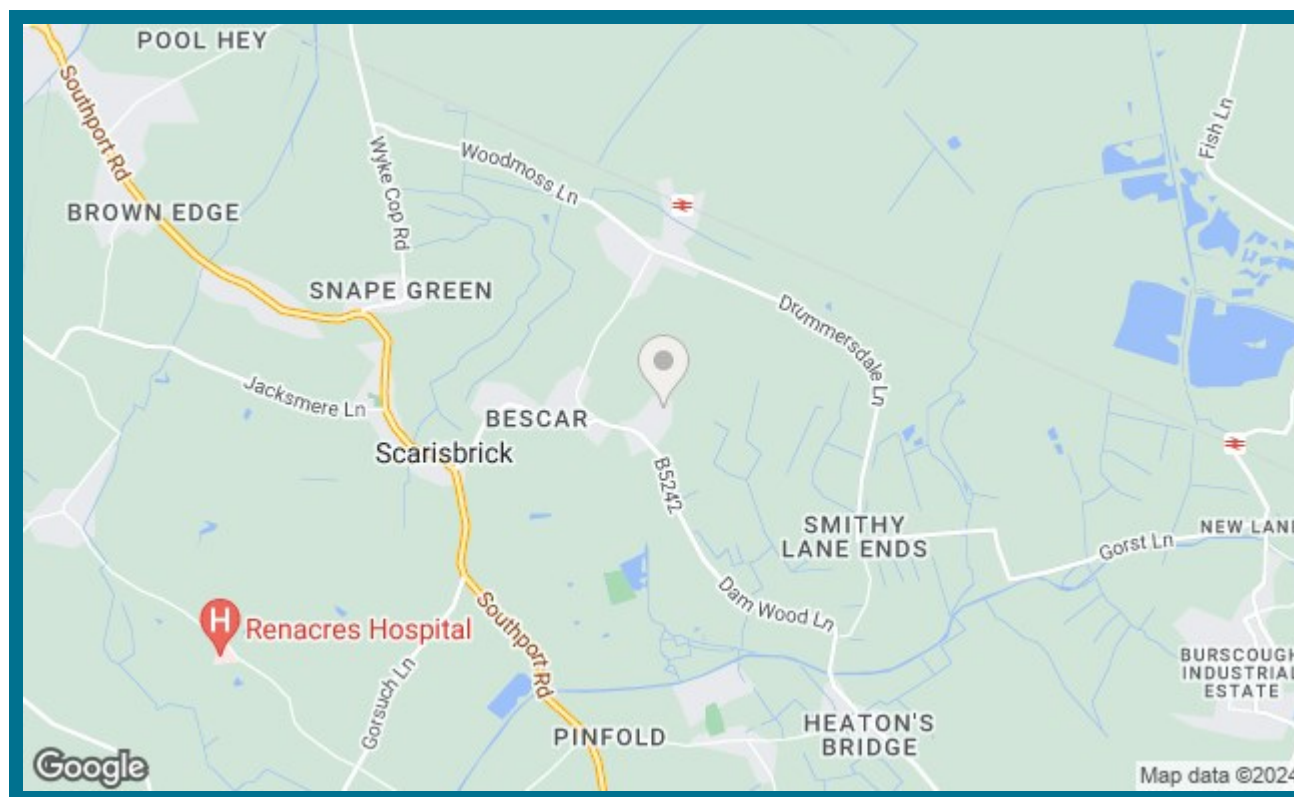 POOL HEY
Southport Rd
Wyke Cop Rd
Woodmoss Ln
Fish Ln
BROWN EDGE
SNAPE GREEN
Drummersdale Ln
Jacksmere Ln
BESCAR
Scarisbrick
B5242
SMITHY
LANE ENDS
NEW LANE
Gorst Ln
Dam Wood Ln
H
Renacres Hospital
Southport Rd
Gorsuch Ln
BURSCOUGH
INDUSTRIAL
ESTATE
PINFOLD
HEATON'S
BRIDGE
Google
Map data ©2024